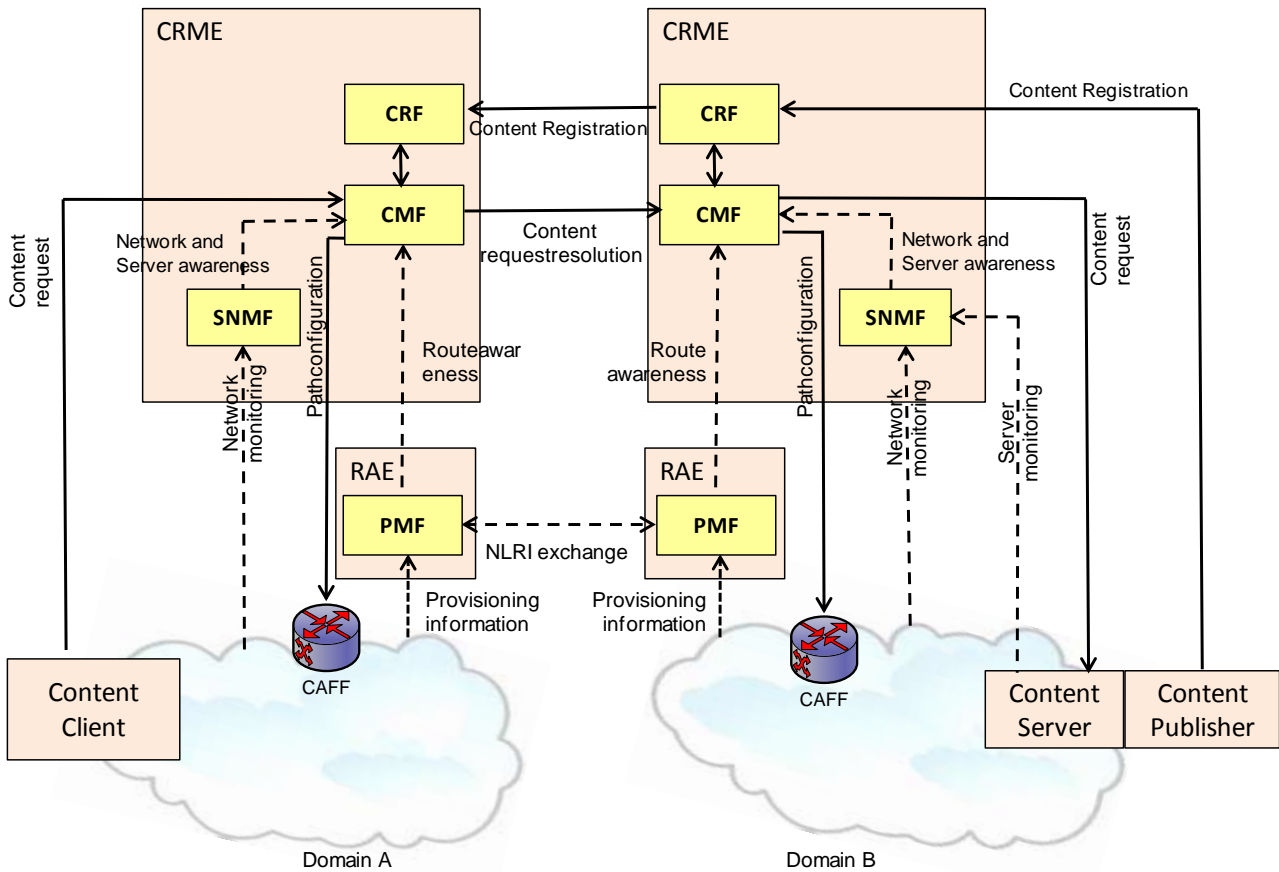 CRME
CRME
CRF
CRF
Content Registration
Content Registration
CMF
CMF
Content
request
Network and
Server awareness
Content
requestresolution
Network and
Server awareness
Content
request
SNMF
SNMF
Pathconfiguration
Routeawar
eness
Route
awareness
Pathconfiguration
Network
monitoring
Network
monitoring
Server
monitoring
RAE
RAE
PMF
PMF
NLRI exchange
Provisioning
information
Provisioning
information
CAFF
CAFF
Content
Client
Content
Server
Content
Publisher
Domain A
Domain B